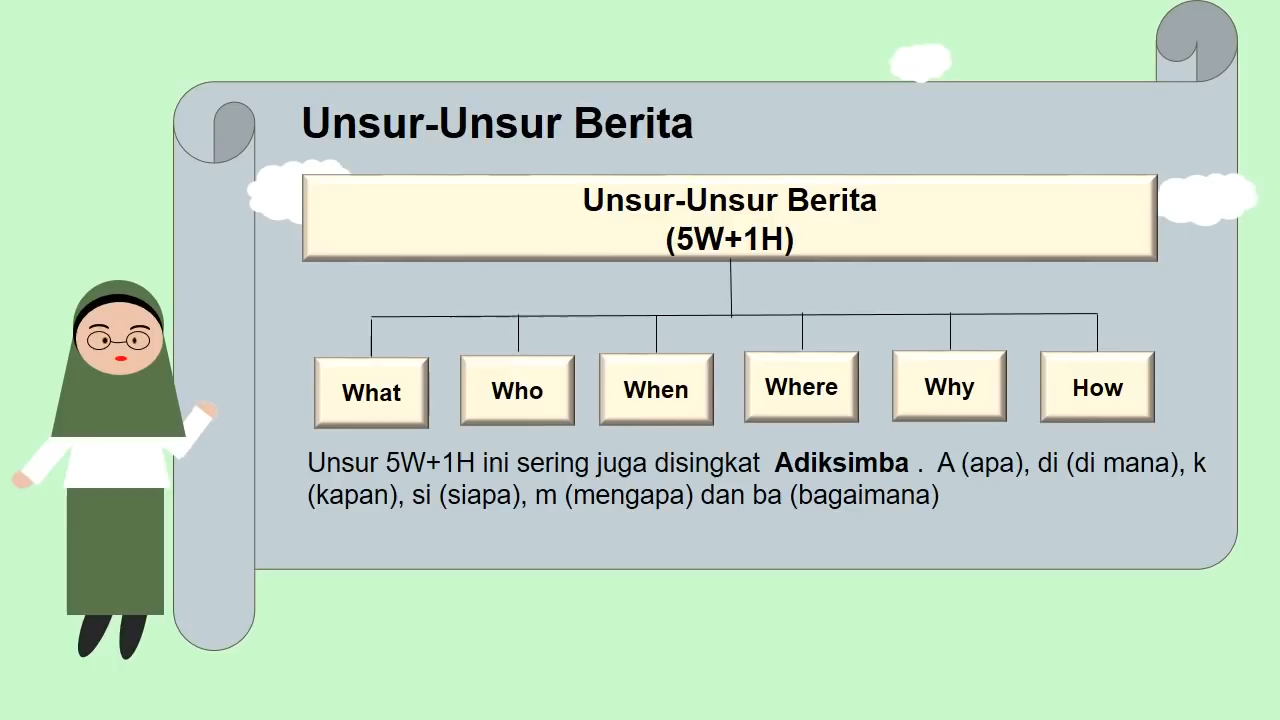 Unsur-Unsur Berita
Unsur-Unsur Berita
(5W+1H)
What Who When Where Why How
Unsur 5W+1H ini sering juga disingkat Adiksimba . A (apa), di (di mana), k
(kapan), si (siapa), m (mengapa) dan ba (bagaimana)